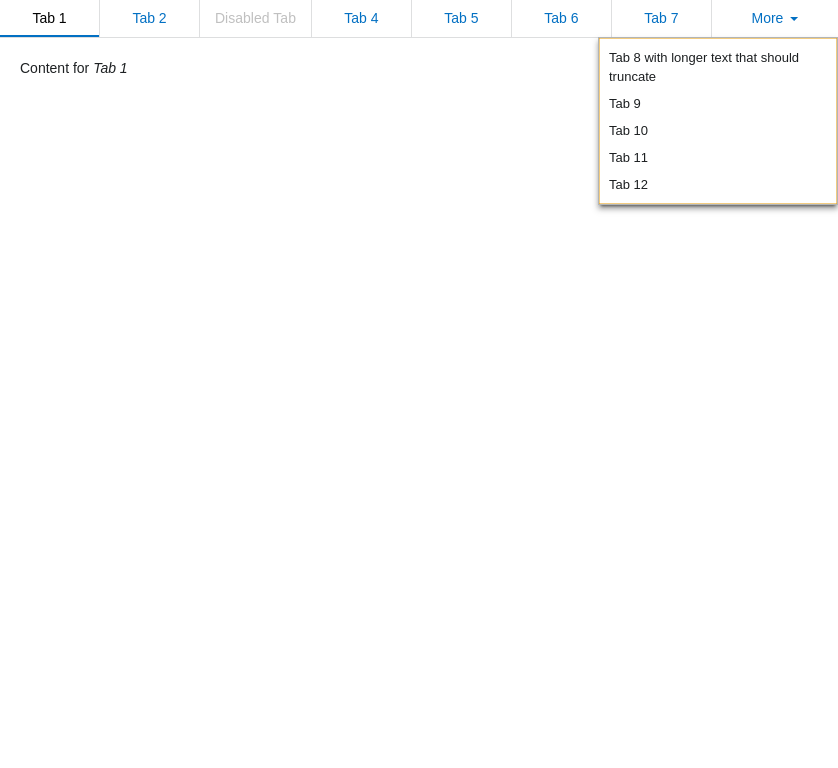 Tab 1 Tab 2 Disabled Tab Tab 4 Tab 5 Tab 6 Tab 7 More
Content for Tab 1
Tab 8 with longer text that should
truncate
Tab 9
Tab 10
Tab 11
Tab 12